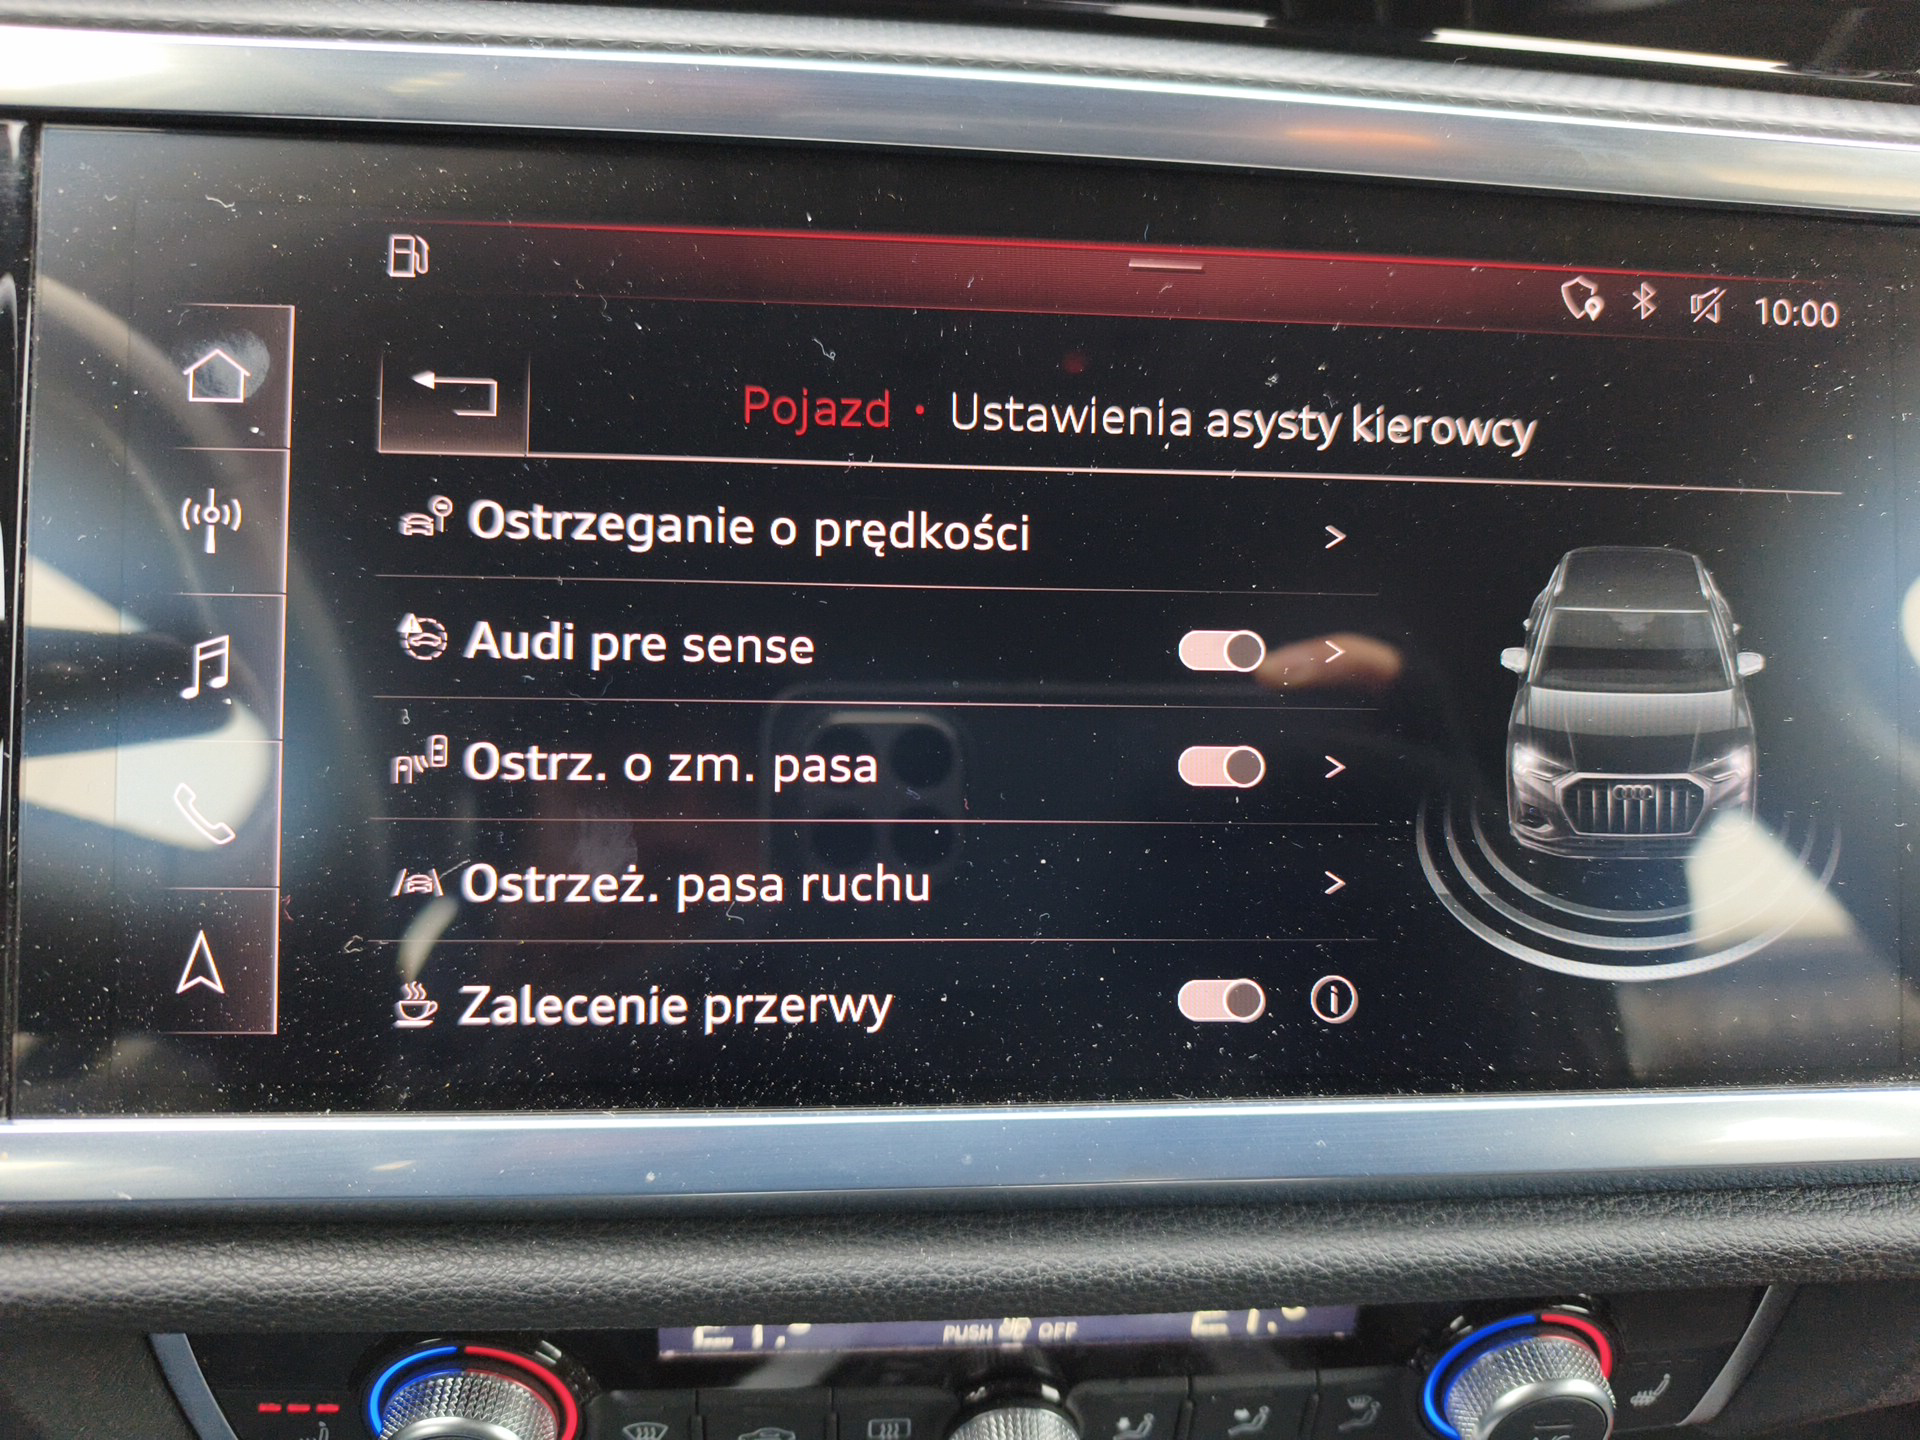 10:00
Pojazd • Ustawienia asysty kierowcy
Ostrzeganie o prędkości
Audi pre sense
Ostrz. o zm. pasa
Ostrzeż. pasa ruchu
Zalecenie przerwy
PUSH OFF